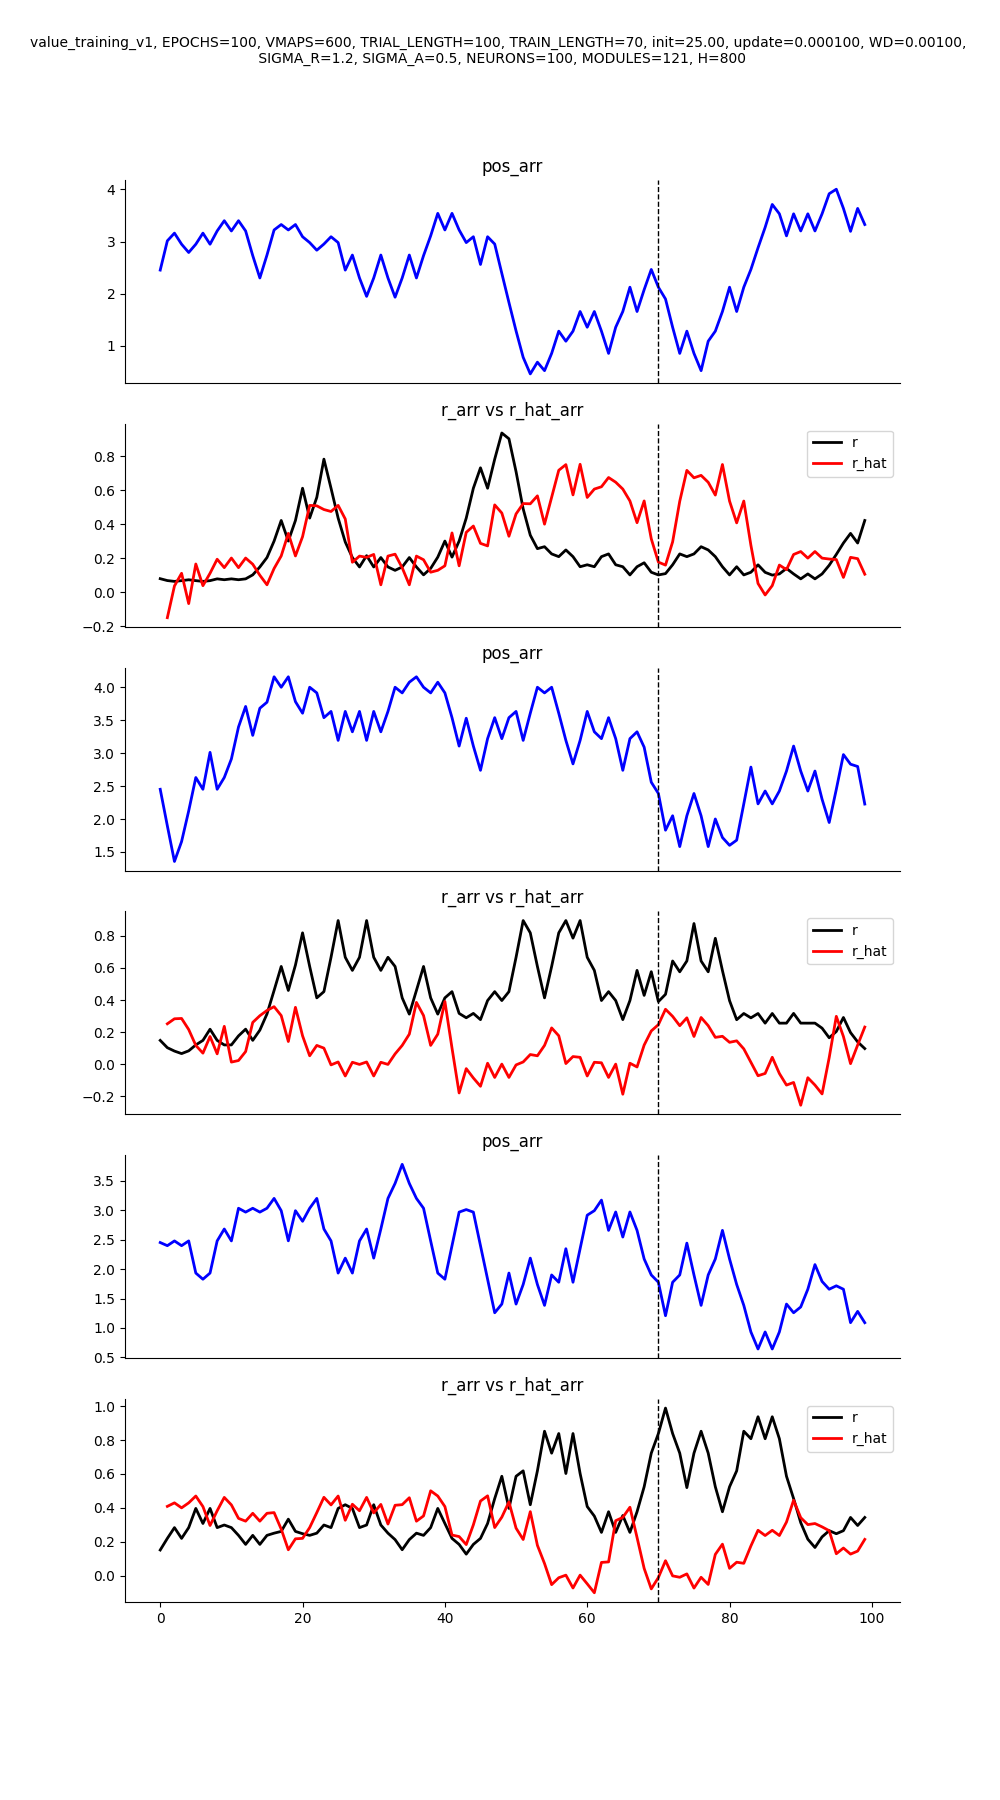 value_training_v1, EPOCHS=100, VMAPS=600, TRIAL_LENGTH=100, TRAIN_LENGTH=70, init=25.00, update=0.000100, WD=0.00100,
SIGMA_R=1.2, SIGMA_A=0.5, NEURONS=100, MODULES=121, H=800
pos_arr
4
3
2
1
r_arr vs r_hat_arr
r
r_hat
0.8
0.6
0.4
0.2
0.0
−0.2
pos_arr
4.0
3.5
3.0
2.5
2.0
1.5
r_arr vs r_hat_arr
r
r_hat
0.8
0.6
0.4
0.2
0.0
−0.2
pos_arr
3.5
3.0
2.5
2.0
1.5
1.0
0.5
r_arr vs r_hat_arr
r
r_hat
1.0
0.8
0.6
0.4
0.2
0.0
0 20 40 60 80 100